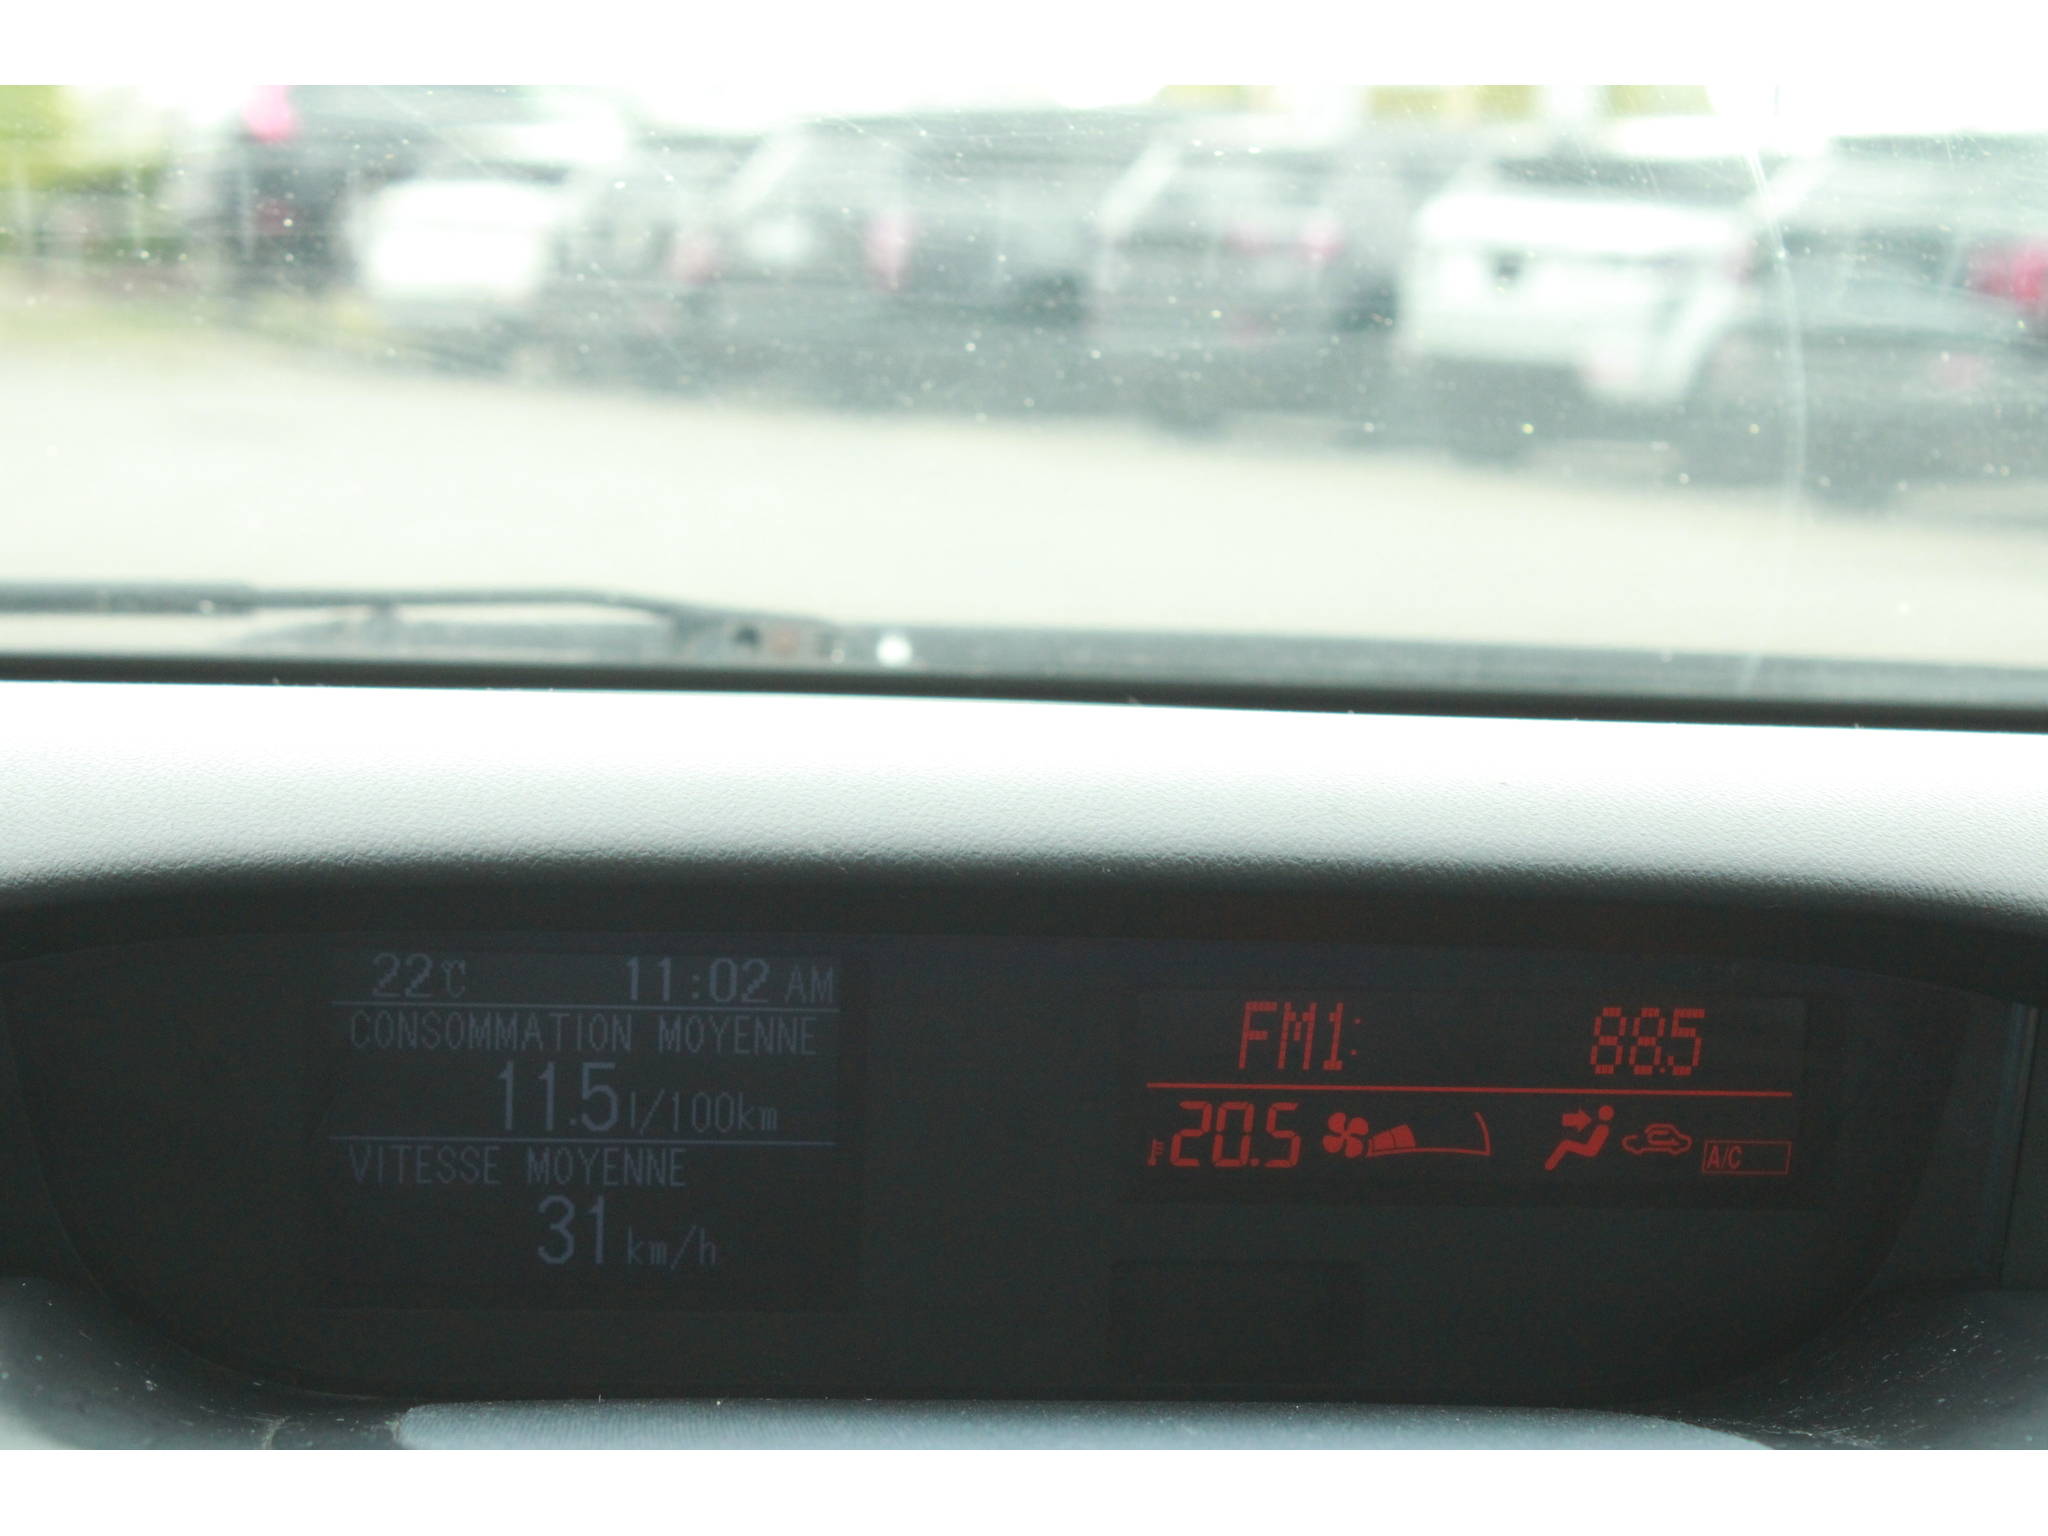 22℃ 11:02 AM
CONSOMMATION MOYENNE
11.5 l/100km
VITESSE MOYENNE
31 km/h
FM1: 88.5
20.5
A/C